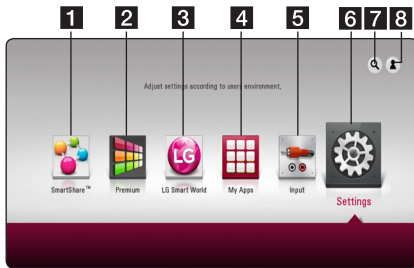 1 2 3 4 5 6 7 8
Adjust settings according to users environment.
LG
SmartShare™ Premium LG Smart World My Apps Input
Settings